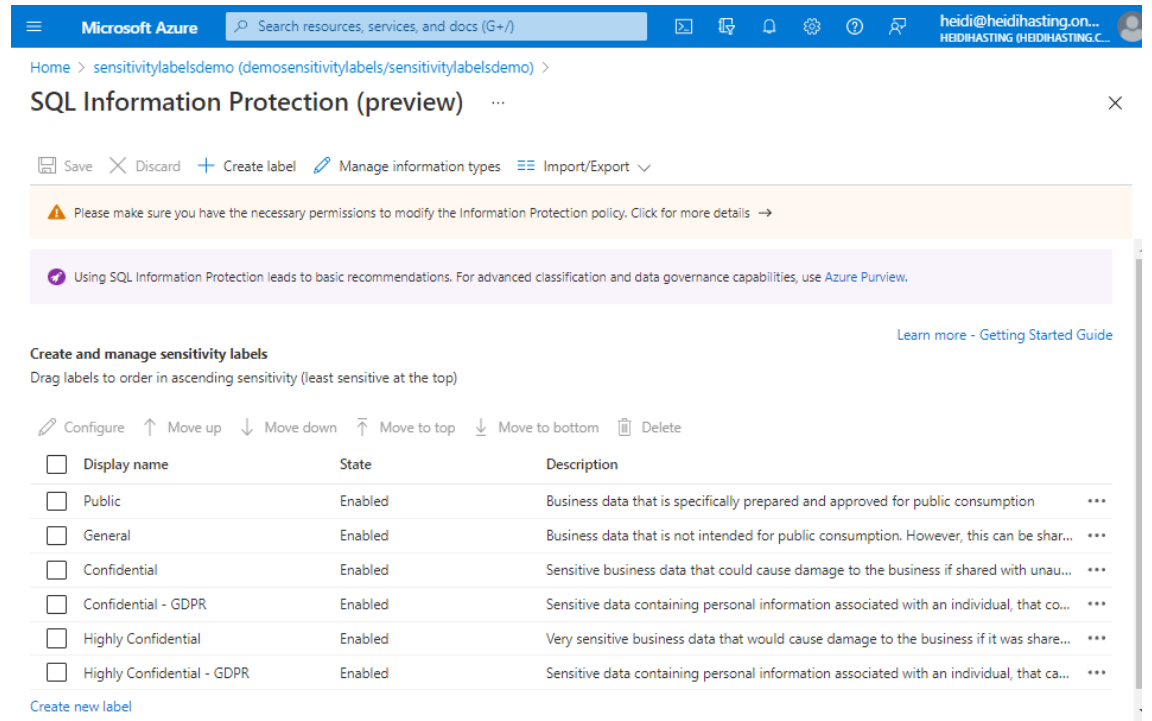 Microsoft Azure
Search resources, services, and docs (G+/)
heidi@heidihasting.on...
HEIDIHASTING (HEIDIHASTING.C...
Home > sensitivitylabelsdemo (demosensitivitylabels/sensitivitylabelsdemo) >
SQL Information Protection (preview) ...
Save Discard Create label Manage information types Import/Export
Please make sure you have the necessary permissions to modify the Information Protection policy. Click for more details →
Using SQL Information Protection leads to basic recommendations. For advanced classification and data governance capabilities, use Azure Purview.
Learn more - Getting Started Guide
Create and manage sensitivity labels
Drag labels to order in ascending sensitivity (least sensitive at the top)
Configure Move up Move down Move to top Move to bottom Delete
Display name State Description
Public Enabled Business data that is specifically prepared and approved for public consumption
General Enabled Business data that is not intended for public consumption. However, this can be shar...
Confidential Enabled Sensitive business data that could cause damage to the business if shared with unau...
Confidential - GDPR Enabled Sensitive data containing personal information associated with an individual, that co...
Highly Confidential Enabled Very sensitive business data that would cause damage to the business if it was share...
Highly Confidential - GDPR Enabled Sensitive data containing personal information associated with an individual, that ca...
Create new label